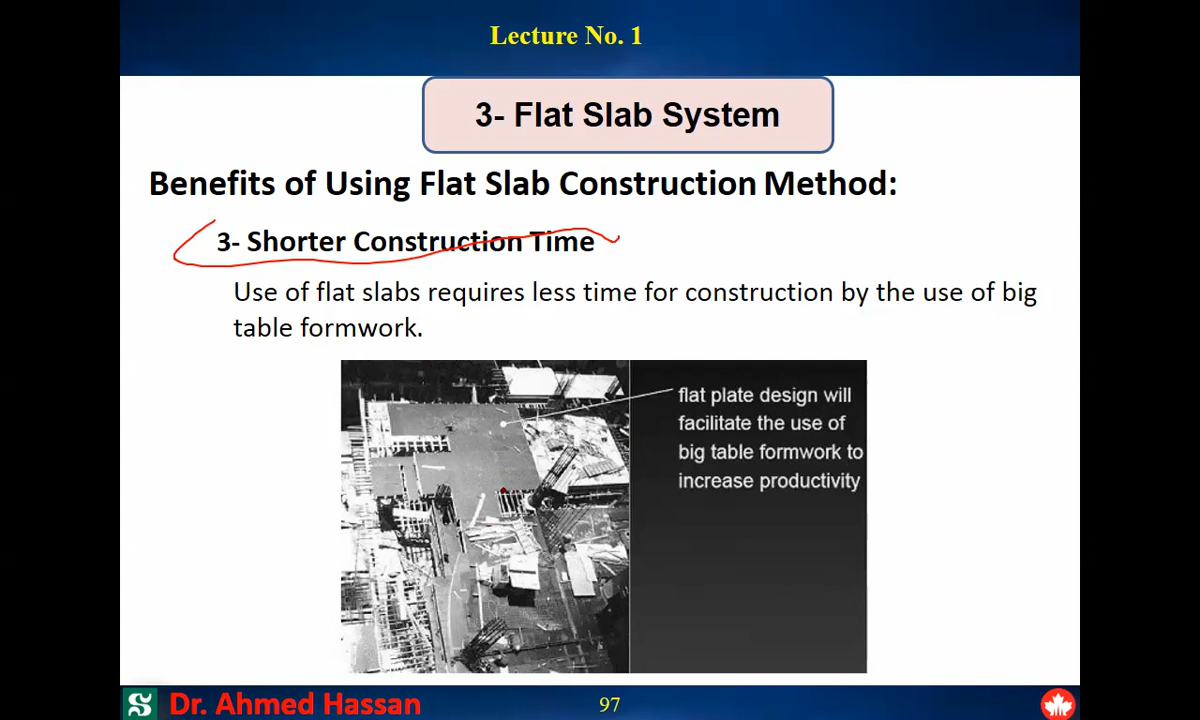 Lecture No. 1
3- Flat Slab System
Benefits of Using Flat Slab Construction Method:
3- Shorter Construction Time
Use of flat slabs requires less time for construction by the use of big
table formwork.
flat plate design will
facilitate the use of
big table formwork to
increase productivity
Dr. Ahmed Hassan
97